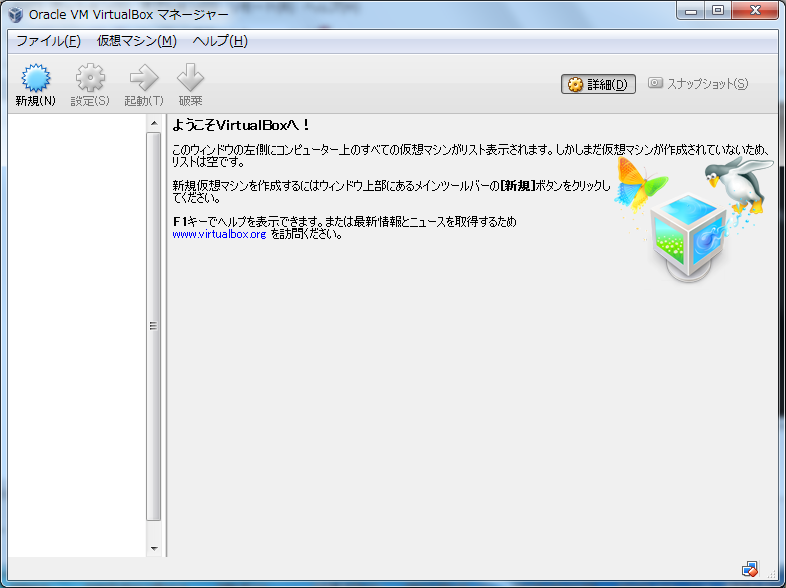 Oracle VM VirtualBox マネージャー
ファイル(F) 仮想マシン(M) ヘルプ(H)
新規(N) 設定(S) 起動(T) 破棄
詳細(D) スナップショット(S)
ようこそVirtualBoxへ！
このウィンドウの左側にコンピューター上のすべての仮想マシンがリスト表示されます。しかしまだ仮想マシンが作成されていないため、
リストは空です。
新規仮想マシンを作成するにはウィンドウ上部にあるメインツールバーの[新規]ボタンをクリックし
てください。
F1キーでヘルプを表示できます。または最新情報とニュースを取得するため
www.virtualbox.org を訪問ください。